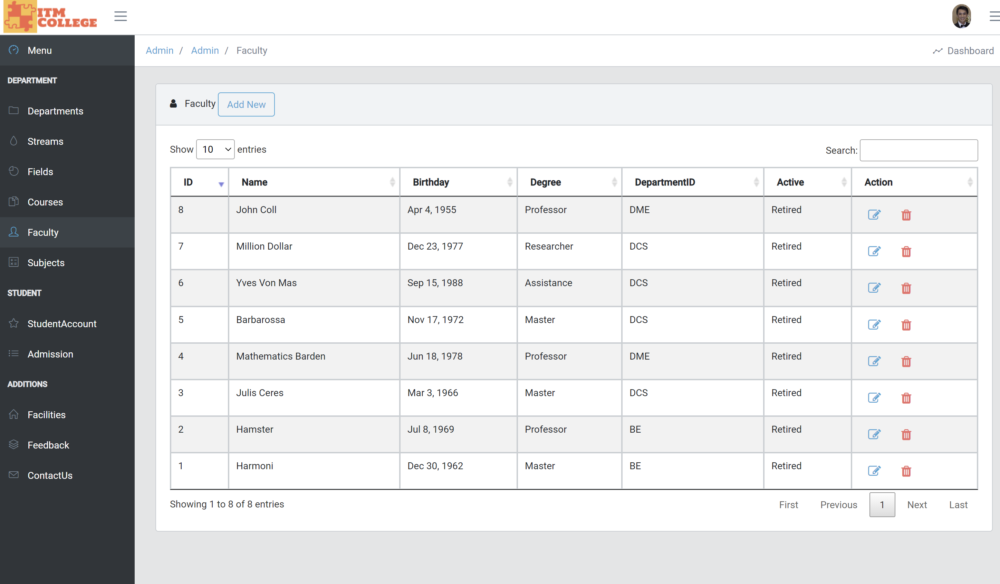 ITM
COLLEGE
Menu
Admin / Admin / Faculty
Dashboard
DEPARTMENT
Departments
Streams
Fields
Courses
Faculty
Subjects
STUDENT
StudentAccount
Admission
ADDITIONS
Facilities
Feedback
ContactUs
Faculty Add New
Show 10 entries
Search:
ID Name Birthday Degree DepartmentID Active Action
8 John Coll Apr 4, 1955 Professor DME Retired
7 Million Dollar Dec 23, 1977 Researcher DCS Retired
6 Yves Von Mas Sep 15, 1988 Assistance DCS Retired
5 Barbarossa Nov 17, 1972 Master DCS Retired
4 Mathematics Barden Jun 18, 1978 Professor DME Retired
3 Julis Ceres Mar 3, 1966 Master DCS Retired
2 Hamster Jul 8, 1969 Professor BE Retired
1 Harmoni Dec 30, 1962 Master BE Retired
Showing 1 to 8 of 8 entries
First Previous 1 Next Last